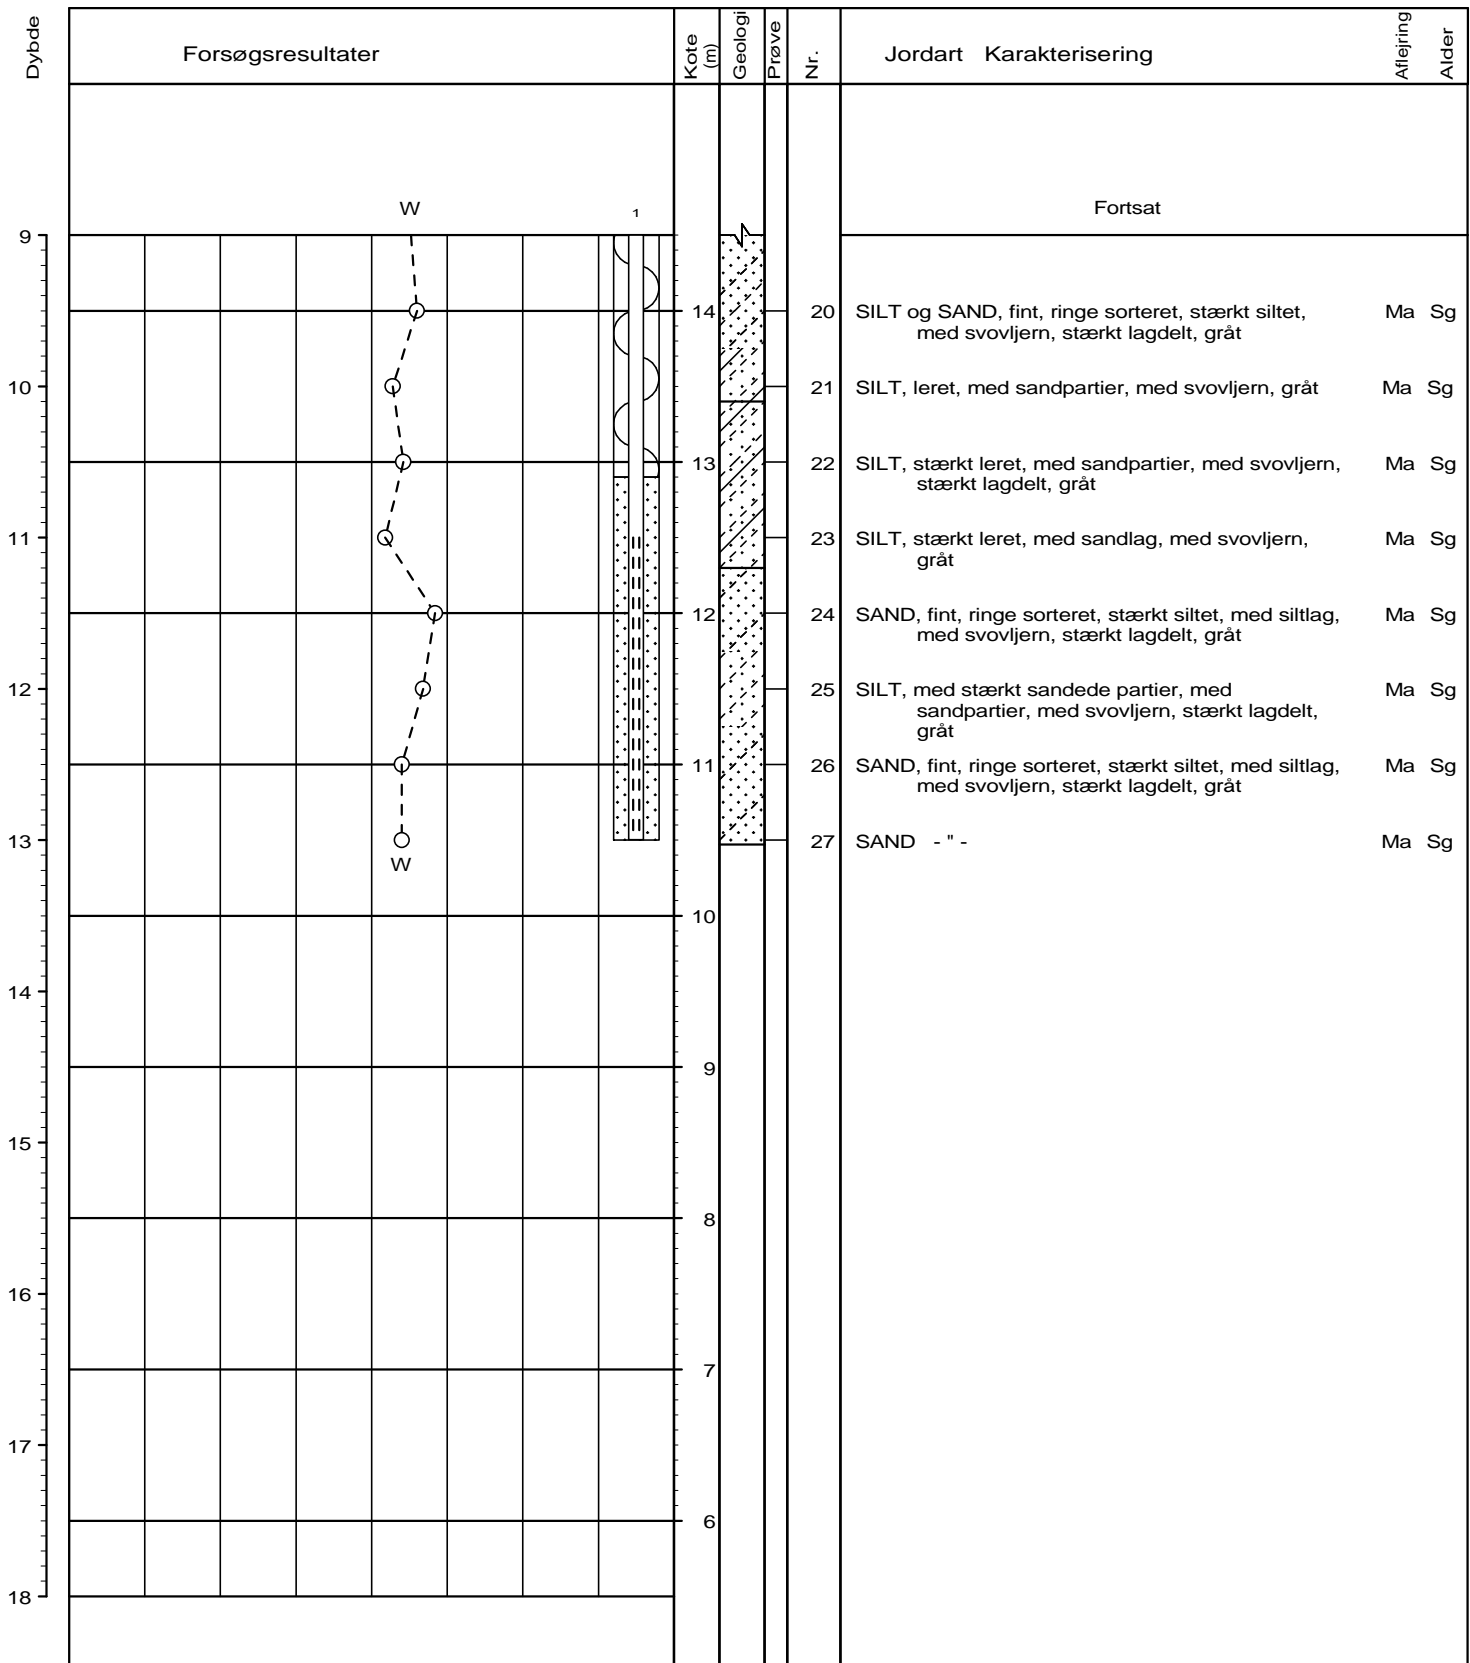 Dybde
Forsøgsresultater
Kote (m)
Geologi
Prøve
Nr.
Jordart Karakterisering
Aflejring
Alder
W
1
Fortsat
9
14 20 SILT og SAND, fint, ringe sorteret, stærkt siltet, Ma Sg
med svovljern, stærkt lagdelt, gråt
10 21 SILT, leret, med sandpartier, med svovljern, gråt Ma Sg
13 22 SILT, stærkt leret, med sandpartier, med svovljern, Ma Sg
stærkt lagdelt, gråt
11 23 SILT, stærkt leret, med sandlag, med svovljern, Ma Sg
gråt
12 24 SAND, fint, ringe sorteret, stærkt siltet, med siltlag, Ma Sg
med svovljern, stærkt lagdelt, gråt
12 25 SILT, med stærkt sandede partier, med Ma Sg
sandpartier, med svovljern, stærkt lagdelt,
gråt
11 26 SAND, fint, ringe sorteret, stærkt siltet, med siltlag, Ma Sg
med svovljern, stærkt lagdelt, gråt
13 27 SAND - " - Ma Sg
W
10
14
9
15
8
16
7
17
6
18